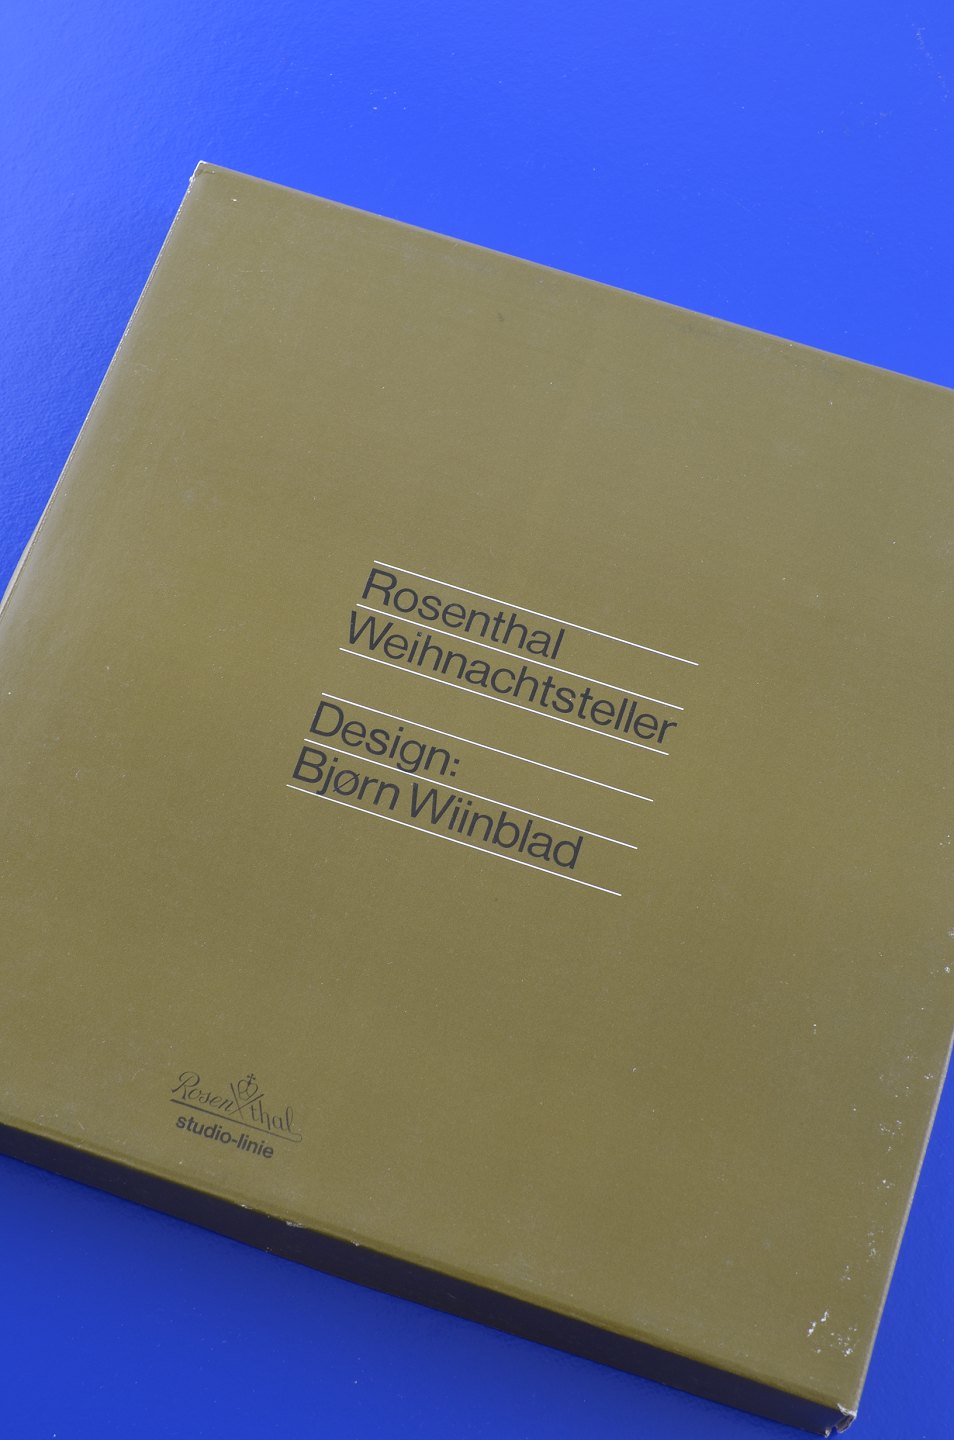 Rosenthal
Weihnachtsteller
Design:
Bjørn Wiinblad
Rosenthal
studio-linie